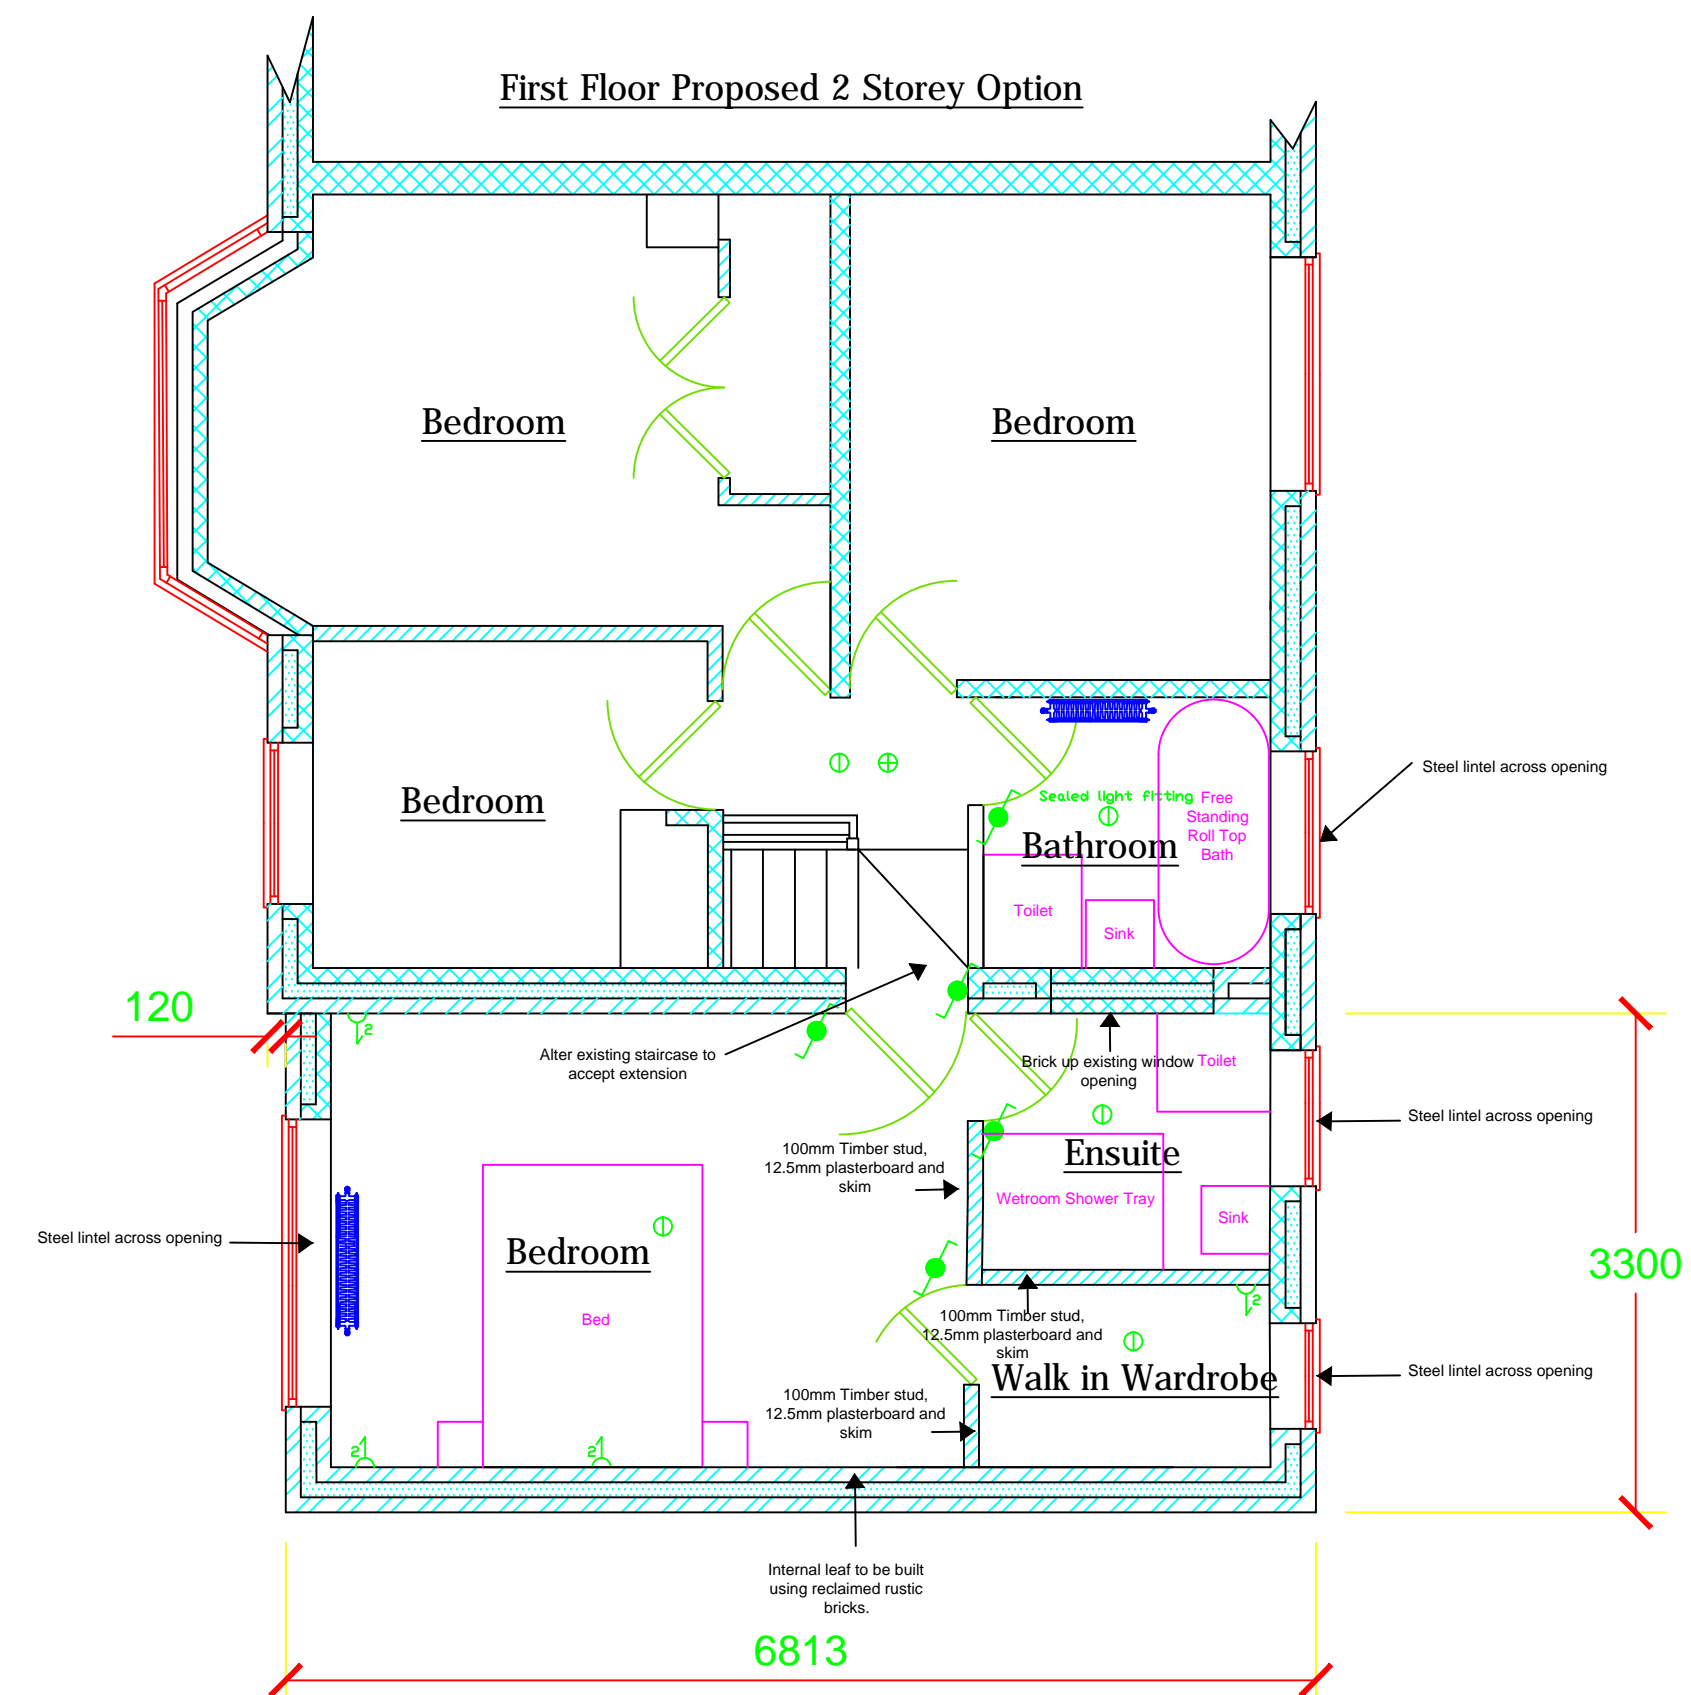 First Floor Proposed 2 Storey Option
Bedroom
Bedroom
Steel lintel across opening
Sealed light fitting
Free
Standing
Roll Top
Bath
Bedroom
Bathroom
Toilet
Sink
120
2
Alter existing staircase to
accept extension
Brick up existing window
opening
Toilet
Steel lintel across opening
100mm Timber stud,
12.5mm plasterboard and
skim
Ensuite
Wetroom Shower Tray
Sink
Steel lintel across opening
Bedroom
3300
Bed
2
100mm Timber stud,
12.5mm plasterboard and
skim
Walk in Wardrobe
Steel lintel across opening
100mm Timber stud,
12.5mm plasterboard and
skim
2
2
Internal leaf to be built
using reclaimed rustic
bricks.
6813